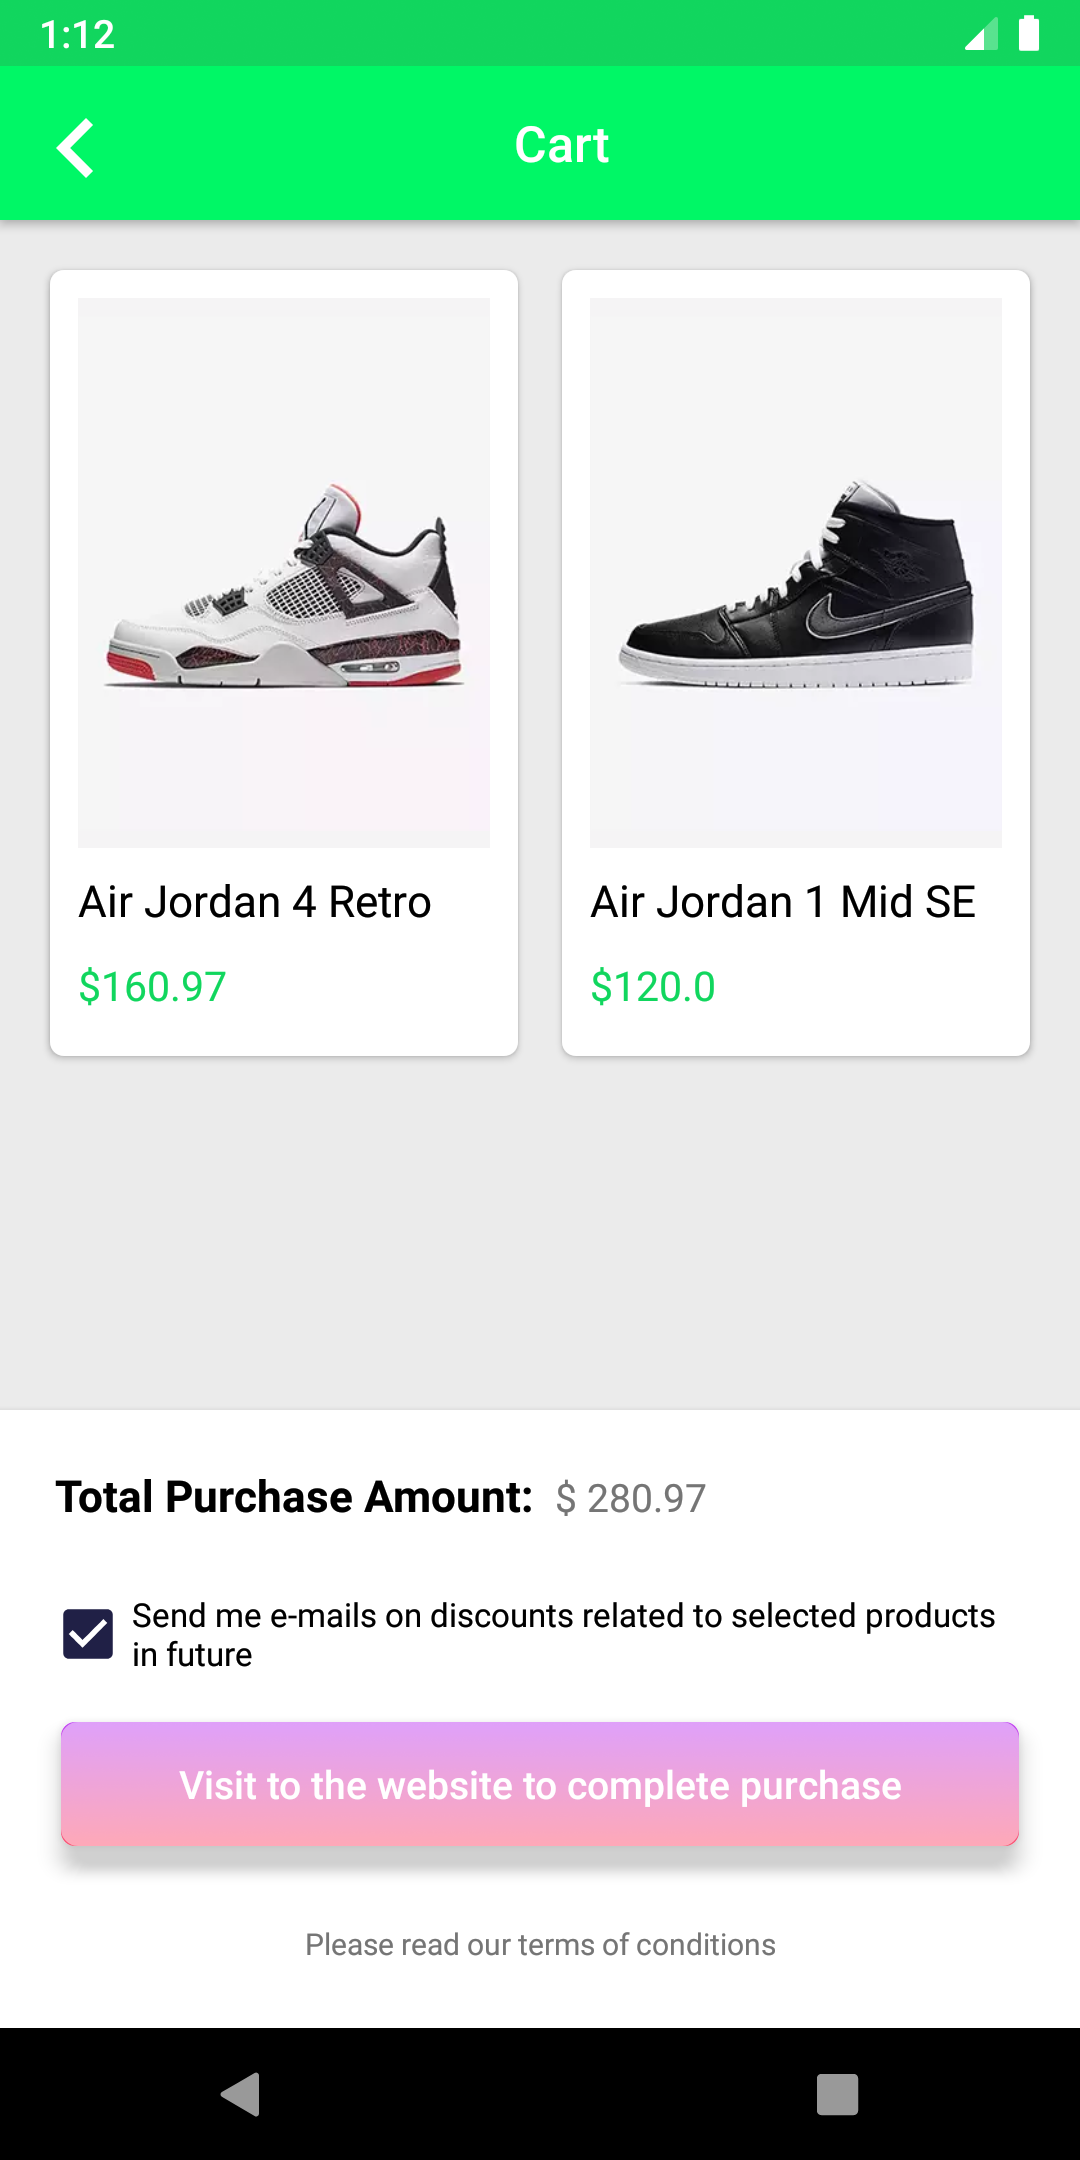 1:12
Cart
Air Jordan 4 Retro
$160.97
Air Jordan 1 Mid SE
$120.0
Total Purchase Amount: $ 280.97
Send me e-mails on discounts related to selected products
in future
Visit to the website to complete purchase
Please read our terms of conditions